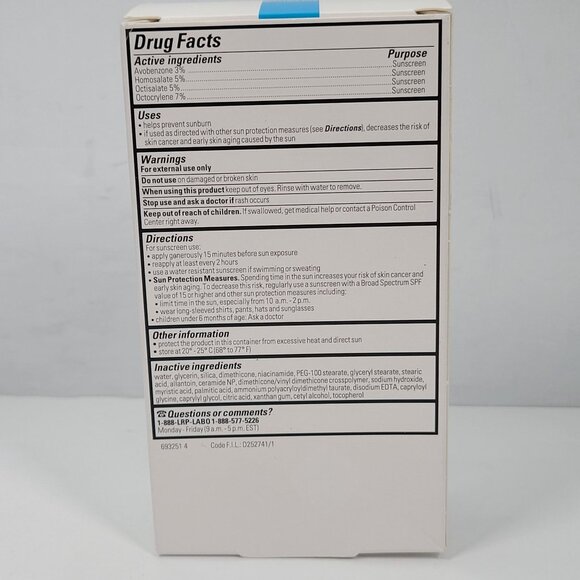 Drug Facts
Active ingredients Purpose
Avobenzone 3% Sunscreen
Homosalate 5% Sunscreen
Octisalate 5% Sunscreen
Octocrylene 7% Sunscreen
Uses
• helps prevent sunburn
• if used as directed with other sun protection measures (see Directions), decreases the risk of
skin cancer and early skin aging caused by the sun
Warnings
For external use only
Do not use on damaged or broken skin
When using this product keep out of eyes. Rinse with water to remove.
Stop use and ask a doctor if rash occurs
Keep out of reach of children. If swallowed, get medical help or contact a Poison Control
Center right away.
Directions
For sunscreen use:
• apply generously 15 minutes before sun exposure
• reapply at least every 2 hours
• use a water resistant sunscreen if swimming or sweating
• Sun Protection Measures. Spending time in the sun increases your risk of skin cancer and
early skin aging. To decrease this risk, regularly use a sunscreen with a Broad Spectrum SPF
value of 15 or higher and other sun protection measures including:
• limit time in the sun, especially from 10 a.m. - 2 p.m.
• wear long-sleeved shirts, pants, hats and sunglasses
• children under 6 months of age: Ask a doctor
Other information
• protect the product in this container from excessive heat and direct sun
• store at 20° - 25° C (68° to 77° F)
Inactive ingredients
water, glycerin, silica, dimethicone, niacinamide, PEG-100 stearate, glyceryl stearate, stearic
acid, allantoin, ceramide NP, dimethicone/vinyl dimethicone crosspolymer, sodium hydroxide,
myristic acid, palmitic acid, ammonium polyacryloyldimethyl taurate, disodium EDTA, capryloyl
glycine, caprylyl glycol, citric acid, xanthan gum, cetyl alcohol, tocopherol
☎ Questions or comments?
1-888-LRP-LABO 1-888-577-5226
Monday - Friday (9 a.m. - 5 p.m. EST)
693251 4 Code F.I.L.: D252741/1